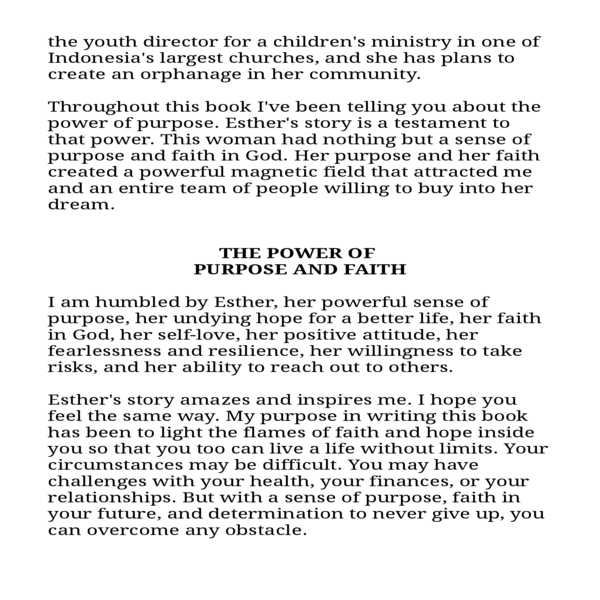 the youth director for a children's ministry in one of
Indonesia's largest churches, and she has plans to
create an orphanage in her community.
Throughout this book I've been telling you about the
power of purpose. Esther's story is a testament to
that power. This woman had nothing but a sense of
purpose and faith in God. Her purpose and her faith
created a powerful magnetic field that attracted me
and an entire team of people willing to buy into her
dream.
THE POWER OF
PURPOSE AND FAITH
I am humbled by Esther, her powerful sense of
purpose, her undying hope for a better life, her faith
in God, her self-love, her positive attitude, her
fearlessness and resilience, her willingness to take
risks, and her ability to reach out to others.
Esther's story amazes and inspires me. I hope you
feel the same way. My purpose in writing this book
has been to light the flames of faith and hope inside
you so that you too can live a life without limits. Your
circumstances may be difficult. You may have
challenges with your health, your finances, or your
relationships. But with a sense of purpose, faith in
your future, and determination to never give up, you
can overcome any obstacle.